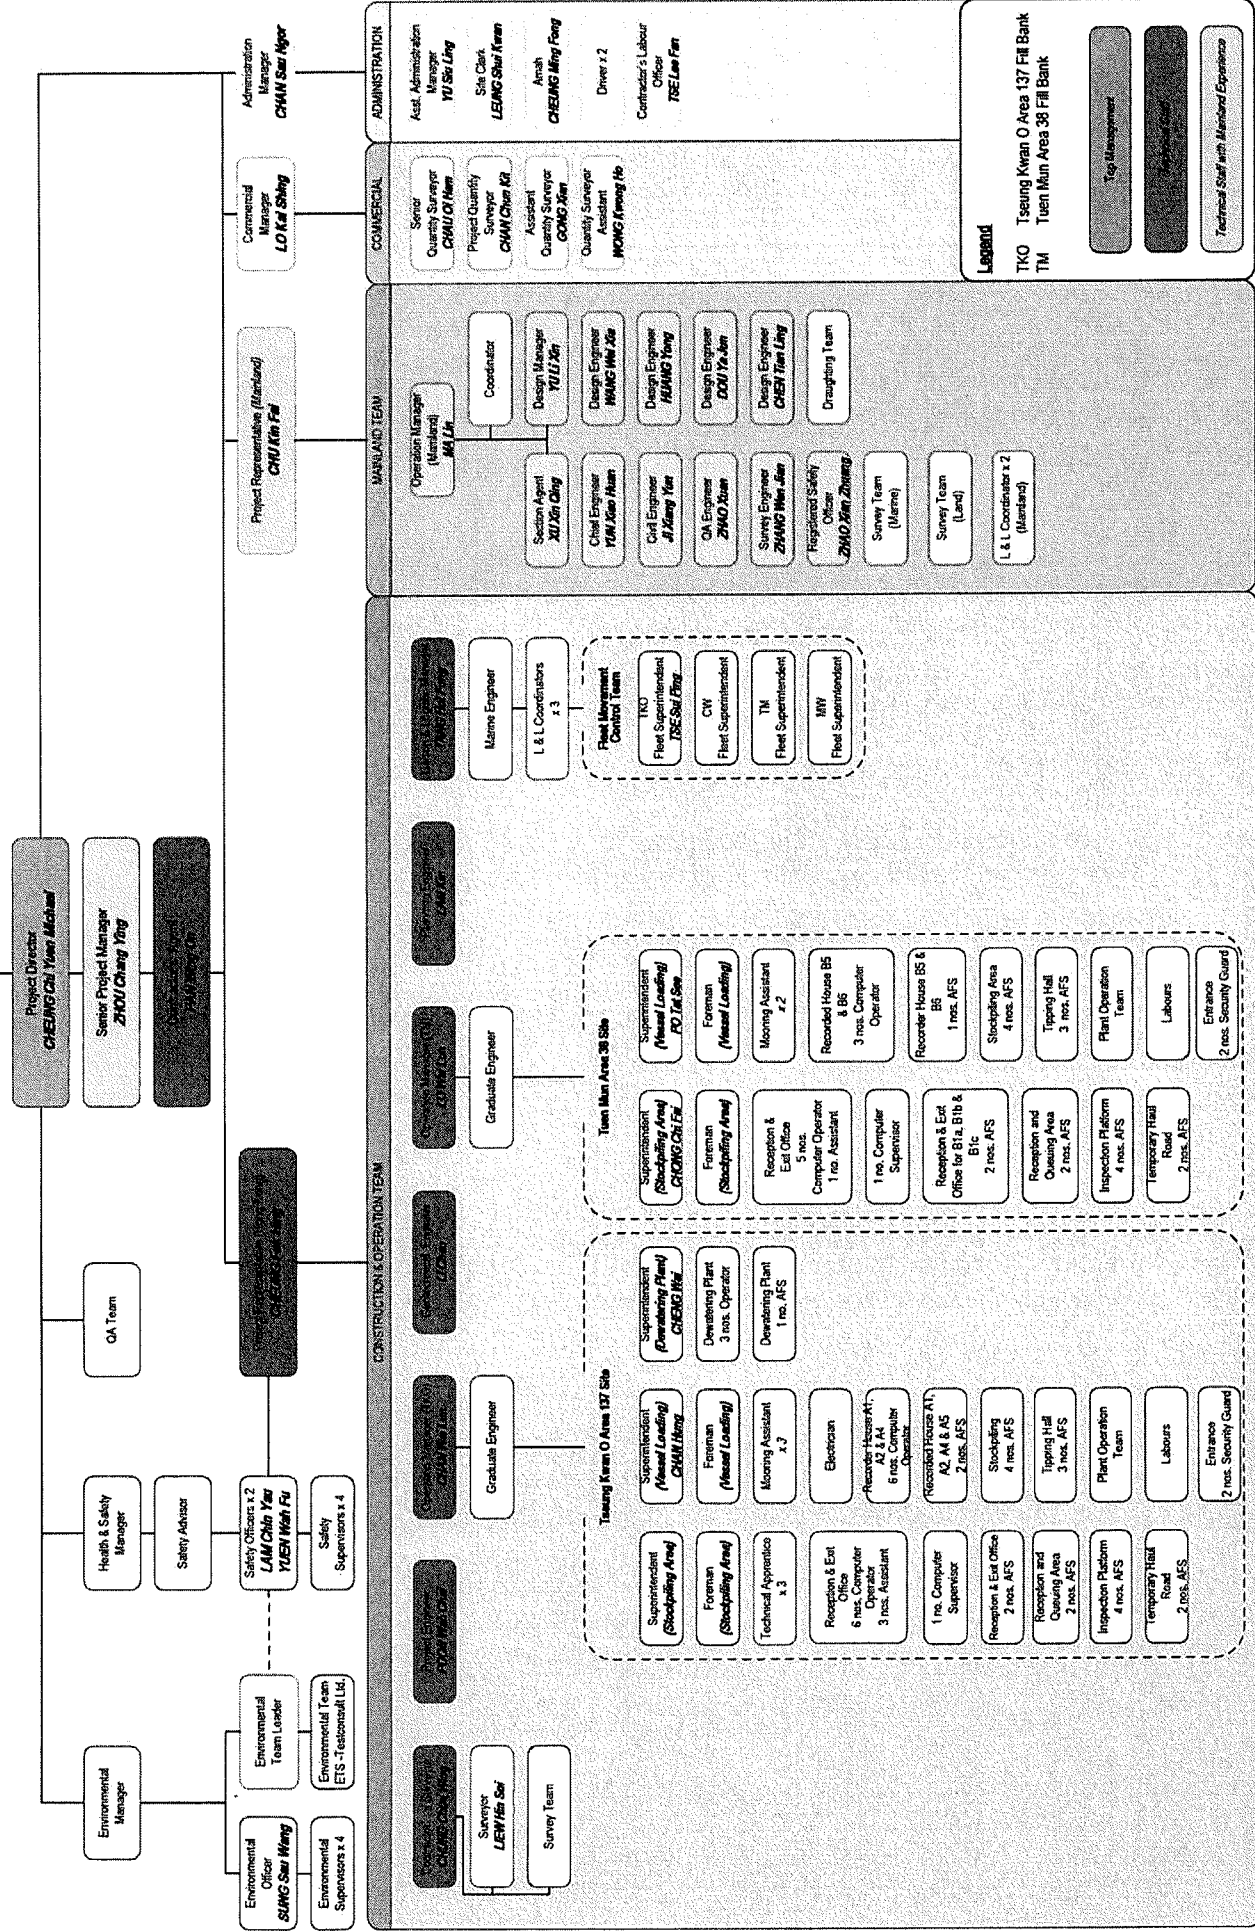 Project Director
CHEUNG Chi Yuen Michael
Senior Project Manager
ZHOU Chang Ying
Environmental
Manager
Health & Safety
Manager
QA Team
Safety Advisor
Environmental
Officer
SUNG Sau Wang
Environmental
Team Leader
Safety Officers x 2
LAM Chin Yau
YUEN Wah Fu
Project Representative (Mainland)
CHU Kin Fai
Commercial
Manager
LO Kai Shing
Administration
Manager
CHAN Sau Ngor
Environmental
Supervisors x 4
Environmental Team
ETS -Testconsult Ltd.
Safety
Supervisors x 4
CONSTRUCTION & OPERATION TEAM
Surveyor
LIEW Hin Soi
Survey Team
Graduate Engineer
Graduate Engineer
Marine Engineer
L & L Coordinators
x 3
Tseung Kwan O Area 137 Site
Superintendent
(Stockpiling Area)
Foreman
(Stockpiling Area)
Technical Apprentice
x 3
Reception & Exit
Office
6 nos. Computer
Operator
3 nos. Assistant
1 no. Computer
Supervisor
Reception & Exit Office
2 nos. AFS
Reception and
Queuing Area
2 nos. AFS
Inspection Platform
4 nos. AFS
Temporary Haul
Road
2 nos. AFS
Superintendent
(Vessel Loading)
CHAN Heng
Foreman
(Vessel Loading)
Mooring Assistant
x 3
Electrician
Recorder House A1,
A2 & A4
6 nos. Computer
Operator
Recorded House A1,
A2, A4 & A5
2 nos. AFS
Stockpiling
4 nos. AFS
Tipping Hall
3 nos. AFS
Plant Operation
Team
Labours
Entrance
2 nos. Security Guard
Superintendent
(Dewatering Plant)
CHENG Wai
Dewatering Plant
3 nos. Operator
Dewatering Plant
1 no. AFS
Tuen Mun Area 38 Site
Superintendent
(Stockpiling Area)
CHONG Chi Fai
Foreman
(Stockpiling Area)
Reception &
Exit Office
5 nos.
Computer Operator
1 no. Assistant
1 no. Computer
Supervisor
Reception & Exit
Office for B1a, B1b &
B1c
2 nos. AFS
Reception and
Queuing Area
2 nos. AFS
Inspection Platform
4 nos. AFS
Temporary Haul
Road
2 nos. AFS
Superintendent
(Vessel Loading)
PO Tat See
Foreman
(Vessel Loading)
Mooring Assistant
x 2
Recorded House B5
& B6
3 nos. Computer
Operator
Recorder House B5 &
B6
1 nos. AFS
Stockpiling Area
4 nos. AFS
Tipping Hall
3 nos. AFS
Plant Operation
Team
Labours
Entrance
2 nos. Security Guard
Fleet Movement
Control Team
TKO
Fleet Superintendent
TSE Sui Ping
CW
Fleet Superintendent
TM
Fleet Superintendent
MW
Fleet Superintendent
MAINLAND TEAM
Operation Manager
(Mainland)
MA Lin
Coordinator
Section Agent
XU Xin Qing
Chief Engineer
YUN Xiao Huan
Civil Engineer
JI Xiang Yun
QA Engineer
ZHAO Xuan
Survey Engineer
ZHANG Wen Jian
Registered Safety
Officer
ZHAO Xian Zhuang
Survey Team
(Marine)
Survey Team
(Land)
L & L Coordinator x 2
(Mainland)
Design Manager
YU Li Xin
Design Engineer
WANG Wei Xia
Design Engineer
HUANG Yong
Design Engineer
DOU Ya Jon
Design Engineer
CHEN Tian Ling
Draughting Team
COMMERCIAL
Senior
Quantity Surveyor
CHAU Oi Ham
Project Quantity
Surveyor
CHAN Chun Kit
Assistant
Quantity Surveyor
GONG Xian
Quantity Surveyor
Assistant
WONG Kwong Ho
ADMINISTRATION
Asst. Administration
Manager
YU Siu Ling
Site Clerk
LEUNG Shui Kwan
Amah
CHEUNG Ming Fong
Driver x 2
Contractor's Labour
Officer
TSE Lee Fan
Legend
TKO Tseung Kwan O Area 137 Fill Bank
TM Tuen Mun Area 38 Fill Bank
Top Management
Technical Staff with Mainland Experience